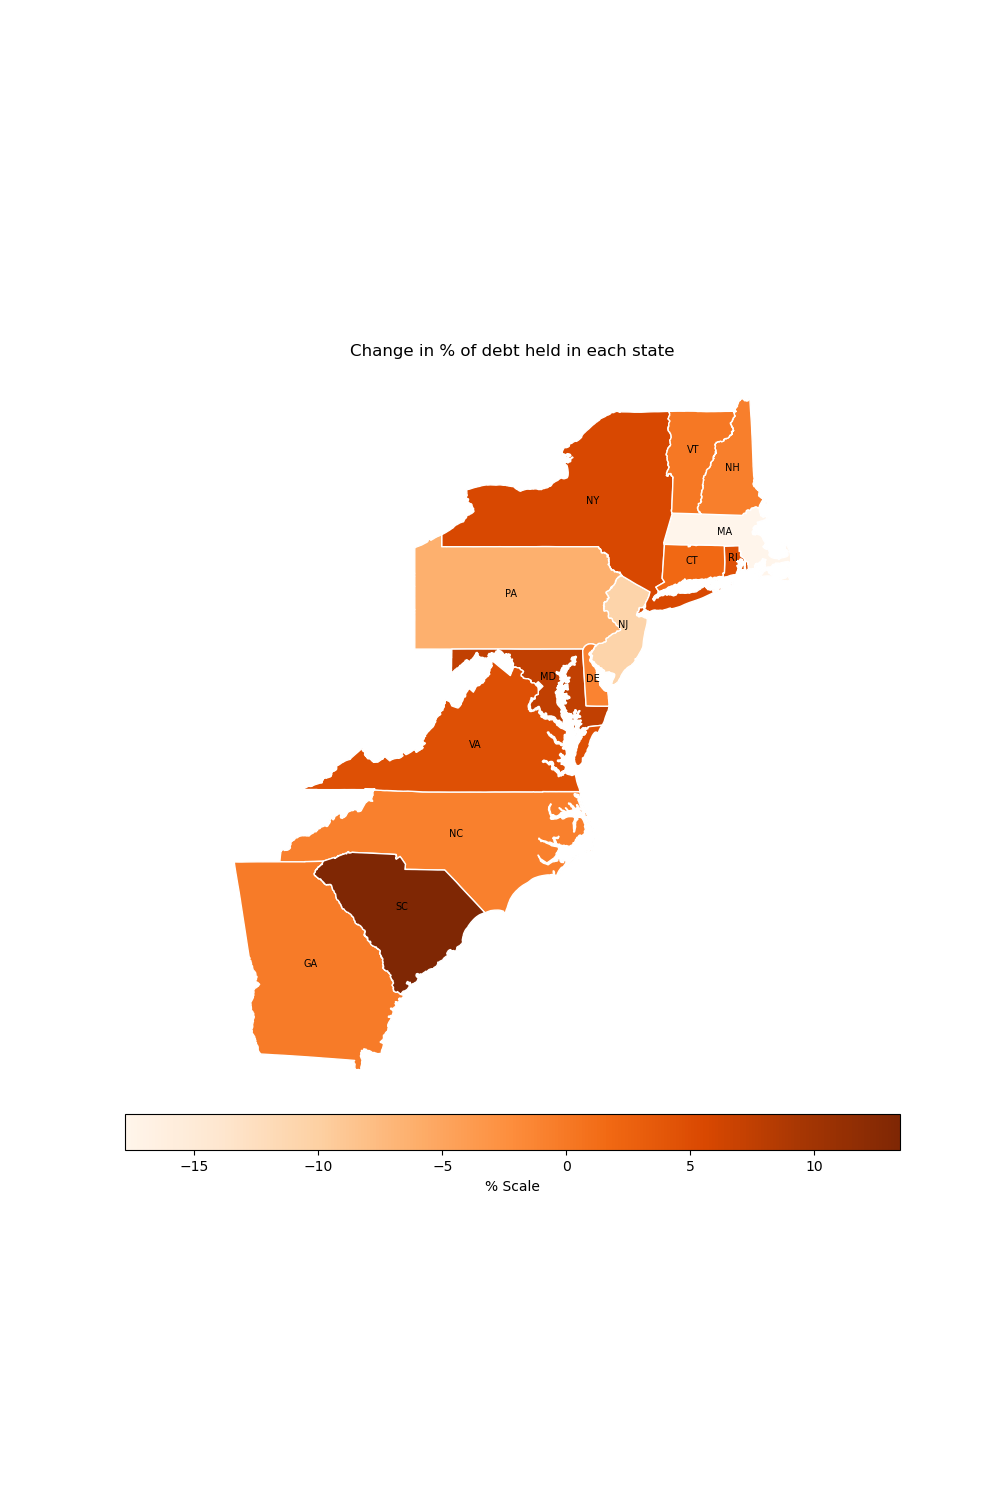 Change in % of debt held in each state
VT
NH
NY
MA
CT
RI
PA
NJ
MD
DE
VA
NC
SC
GA
−15
−10
−5
0
5
10
% Scale